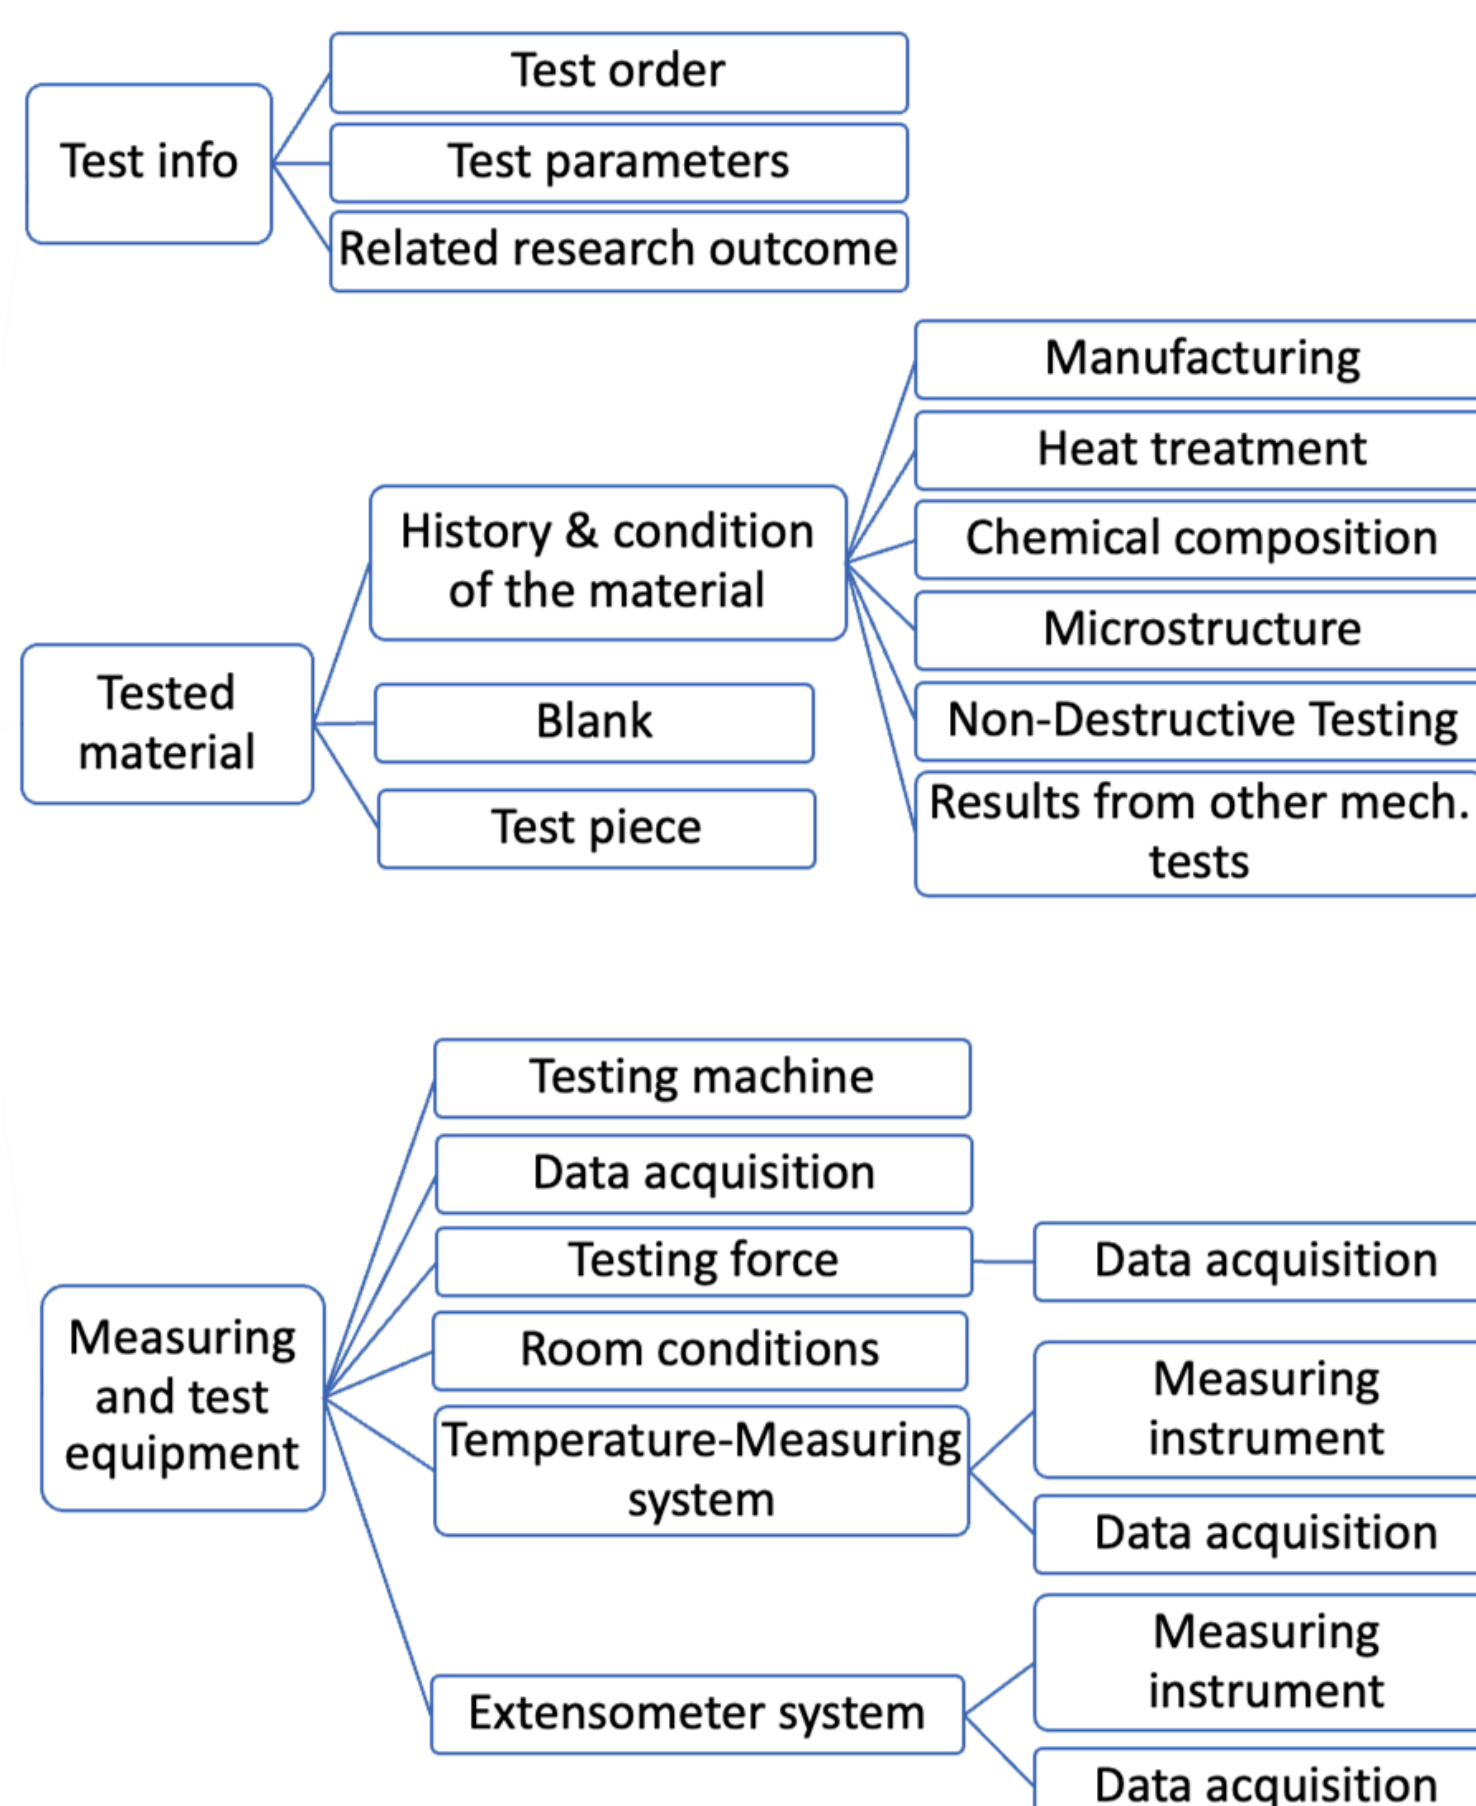 Test info
Test order
Test parameters
Related research outcome
Tested
material
History & condition
of the material
Manufacturing
Heat treatment
Chemical composition
Microstructure
Non-Destructive Testing
Results from other mech.
tests
Blank
Test piece
Measuring
and test
equipment
Testing machine
Data acquisition
Testing force
Data acquisition
Room conditions
Temperature-Measuring
system
Measuring
instrument
Data acquisition
Extensometer system
Measuring
instrument
Data acquisition